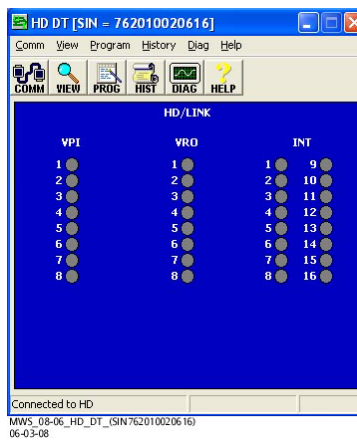 HD DT [SIN = 762010020616]
Comm View Program History Diag Help
COMM VIEW PROG HIST DIAG HELP
HD/LINK
VPI VRO INT
1 1 1 9
2 2 2 10
3 3 3 11
4 4 4 12
5 5 5 13
6 6 6 14
7 7 7 15
8 8 8 16
Connected to HD
MWS_08-06_HD_DT_(SIN762010020616)
06-03-08